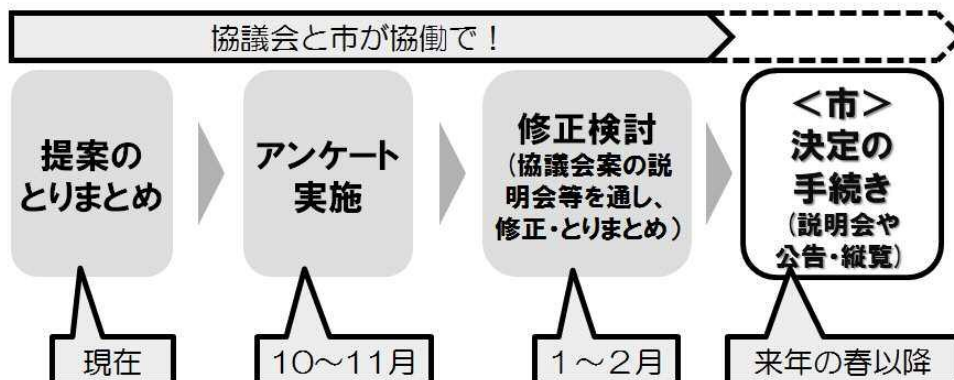 協議会と市が協働で！
提案の
とりまとめ
アンケート
実施
修正検討
(協議会案の説
明会等を通し、
修正・とりまとめ)
＜市＞
決定の
手続き
(説明会や
公告・縦覧)
現在
１０～１１月
１～２月
来年の春以降